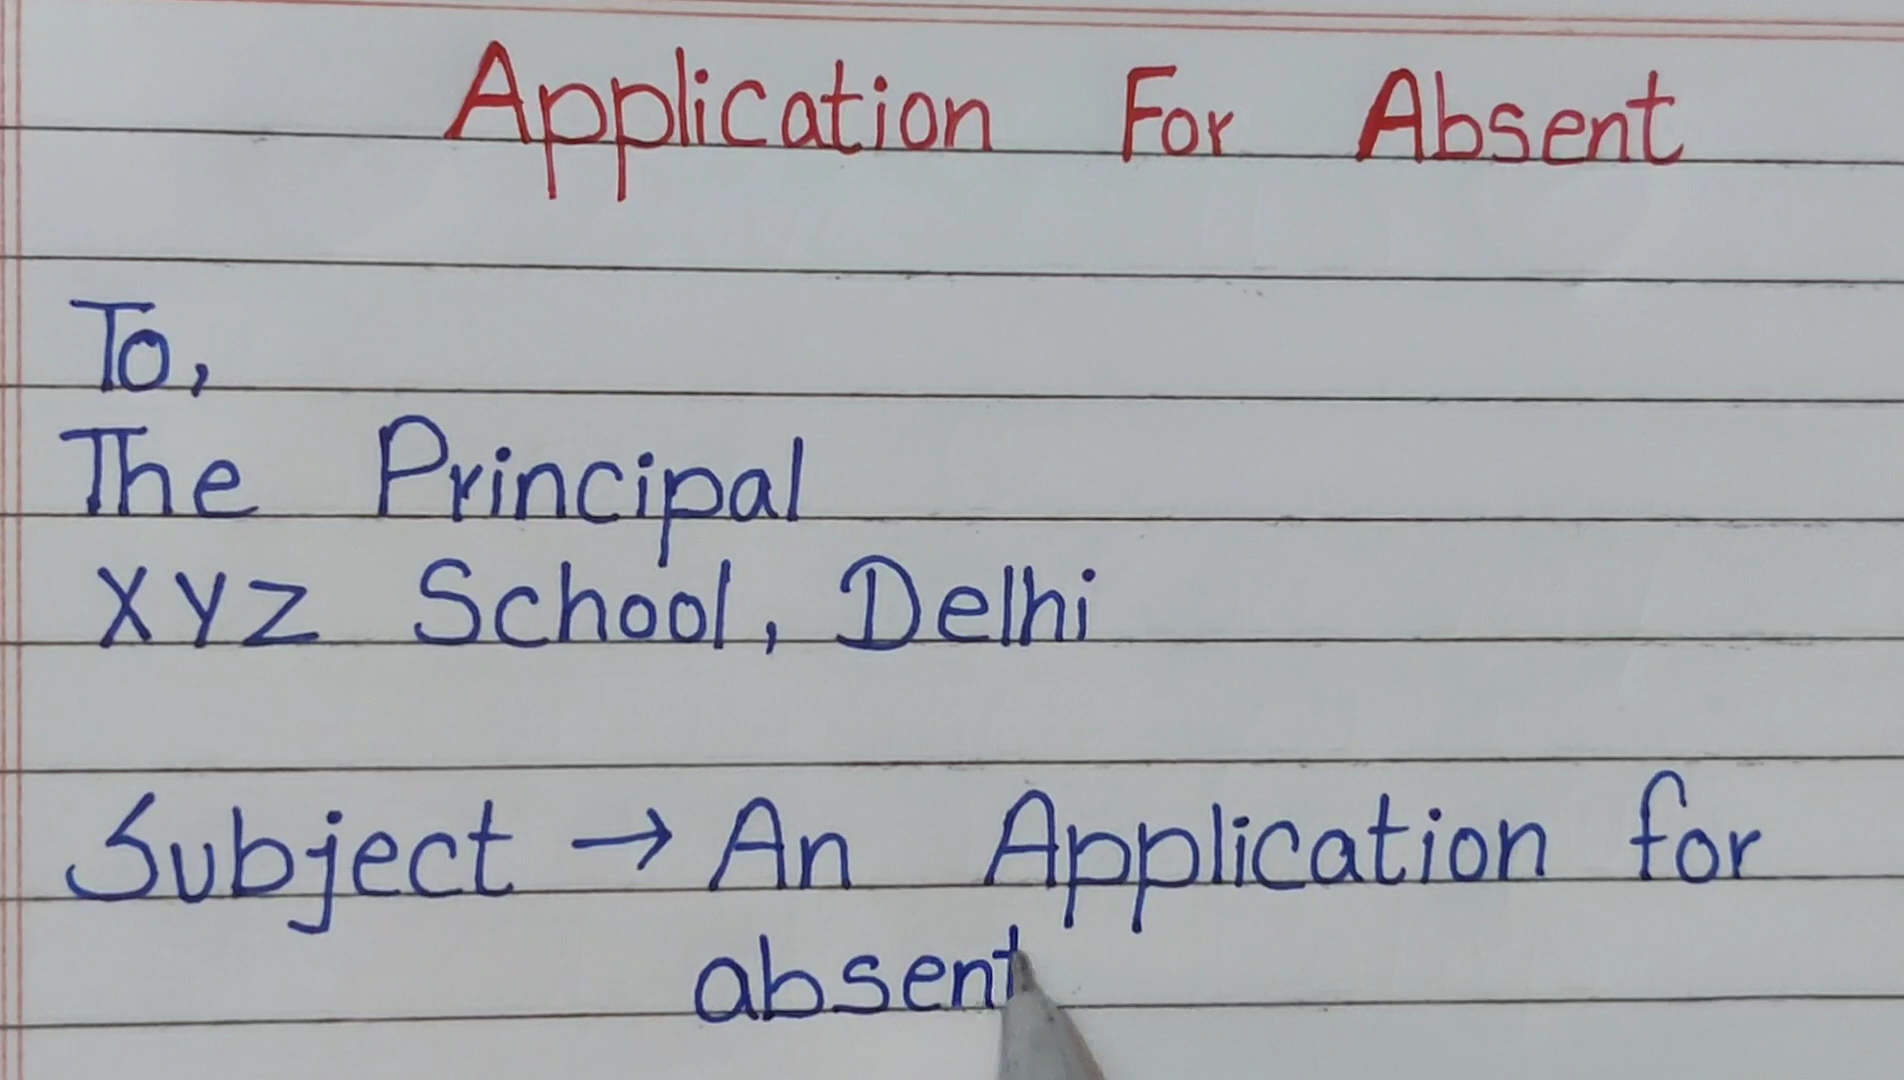 Application For Absent
To,
The Principal
XYZ School, Delhi
Subject → An Application for
absent